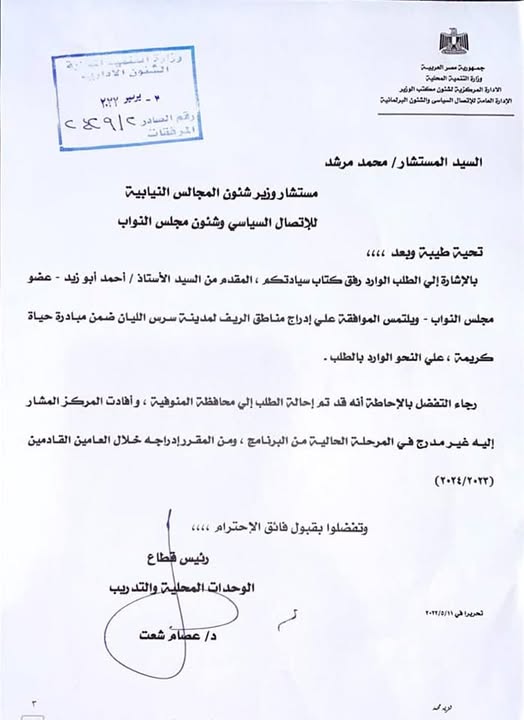 جمهورية مصر العربية
وزارة التنمية المحلية
الادارة المركزية لشئون مكتب الوزير
الإدارة العامة للإتصال السياسي والشئون البرلمانية
وزارة التنمية المحلية
الشئون الادارية
رقم الصادر ٢٤٢٩/٢
المرفقات
السيد المستشار/ محمد مرشد
مستشار وزير شئون المجالس النيابية
للإتصال السياسي وشئون مجلس النواب
تحية طيبة وبعد ،،،،
بالإشارة إلي الطلب الوارد رفق كتاب سيادتكم ، المقدم من السيد الأستاذ / أحمد أبو زيد - عضو
مجلس النواب - ويلتمس الموافقة علي إدراج مناطق الريف لمدينة سرس الليان ضمن مبادرة حياة
كريمة ، علي النحو الوارد بالطلب .
رجاء التفضل بالإحاطة أنه قد تم إحالة الطلب إلي محافظة المنوفية ، وأفادت المركز المشار
إليه غير مدرج في المرحلة الحالية من البرنامج ، ومن المقرر إدراجه خلال العامين القادمين
(٢٠٢٤/٢٠٢٣)
وتفضلوا بقبول فائق الإحترام ،،،،
رئيس قطاع
الوحدات المحلية والتدريب
د/ عصام شعت
تحريرا في ٢٠٢٢/٥/١١
٣